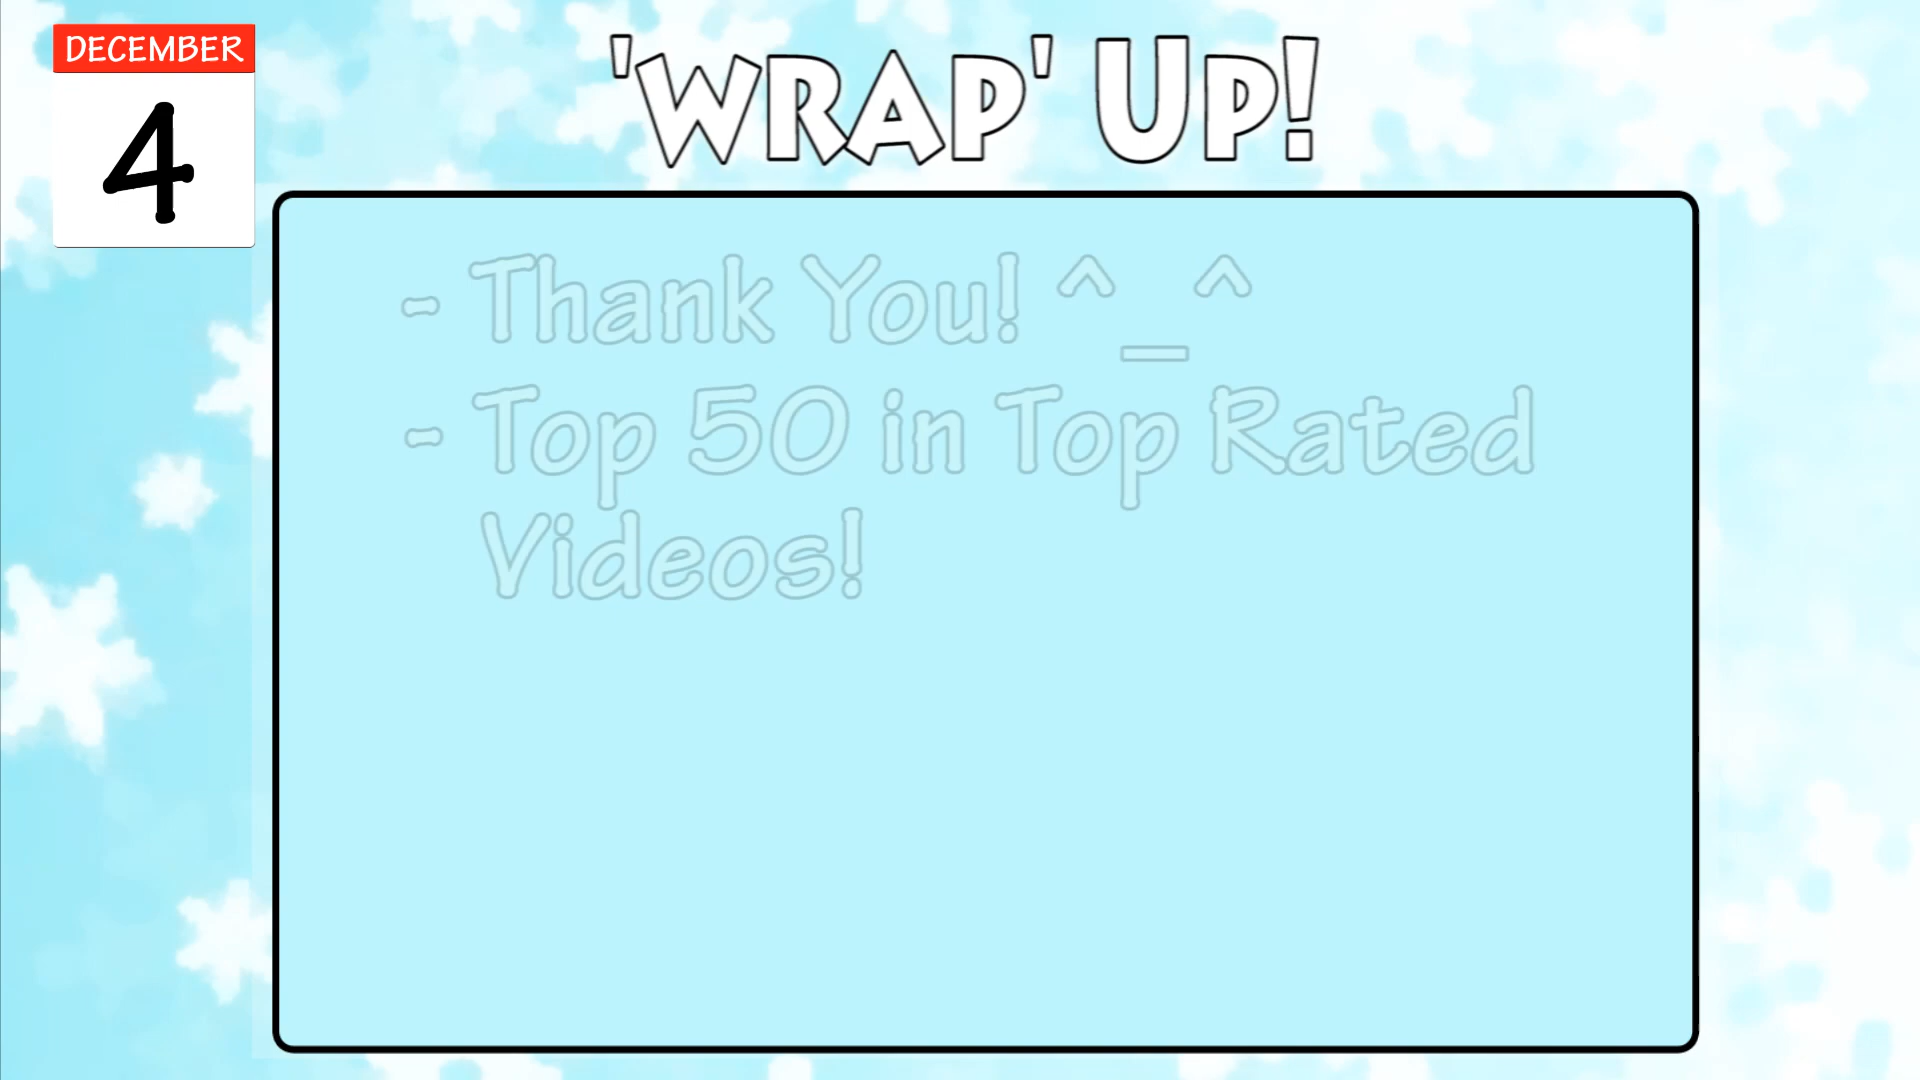 DECEMBER
4
'WRAP' UP!
- Thank You! ^_^
- Top 50 in Top Rated
Videos!